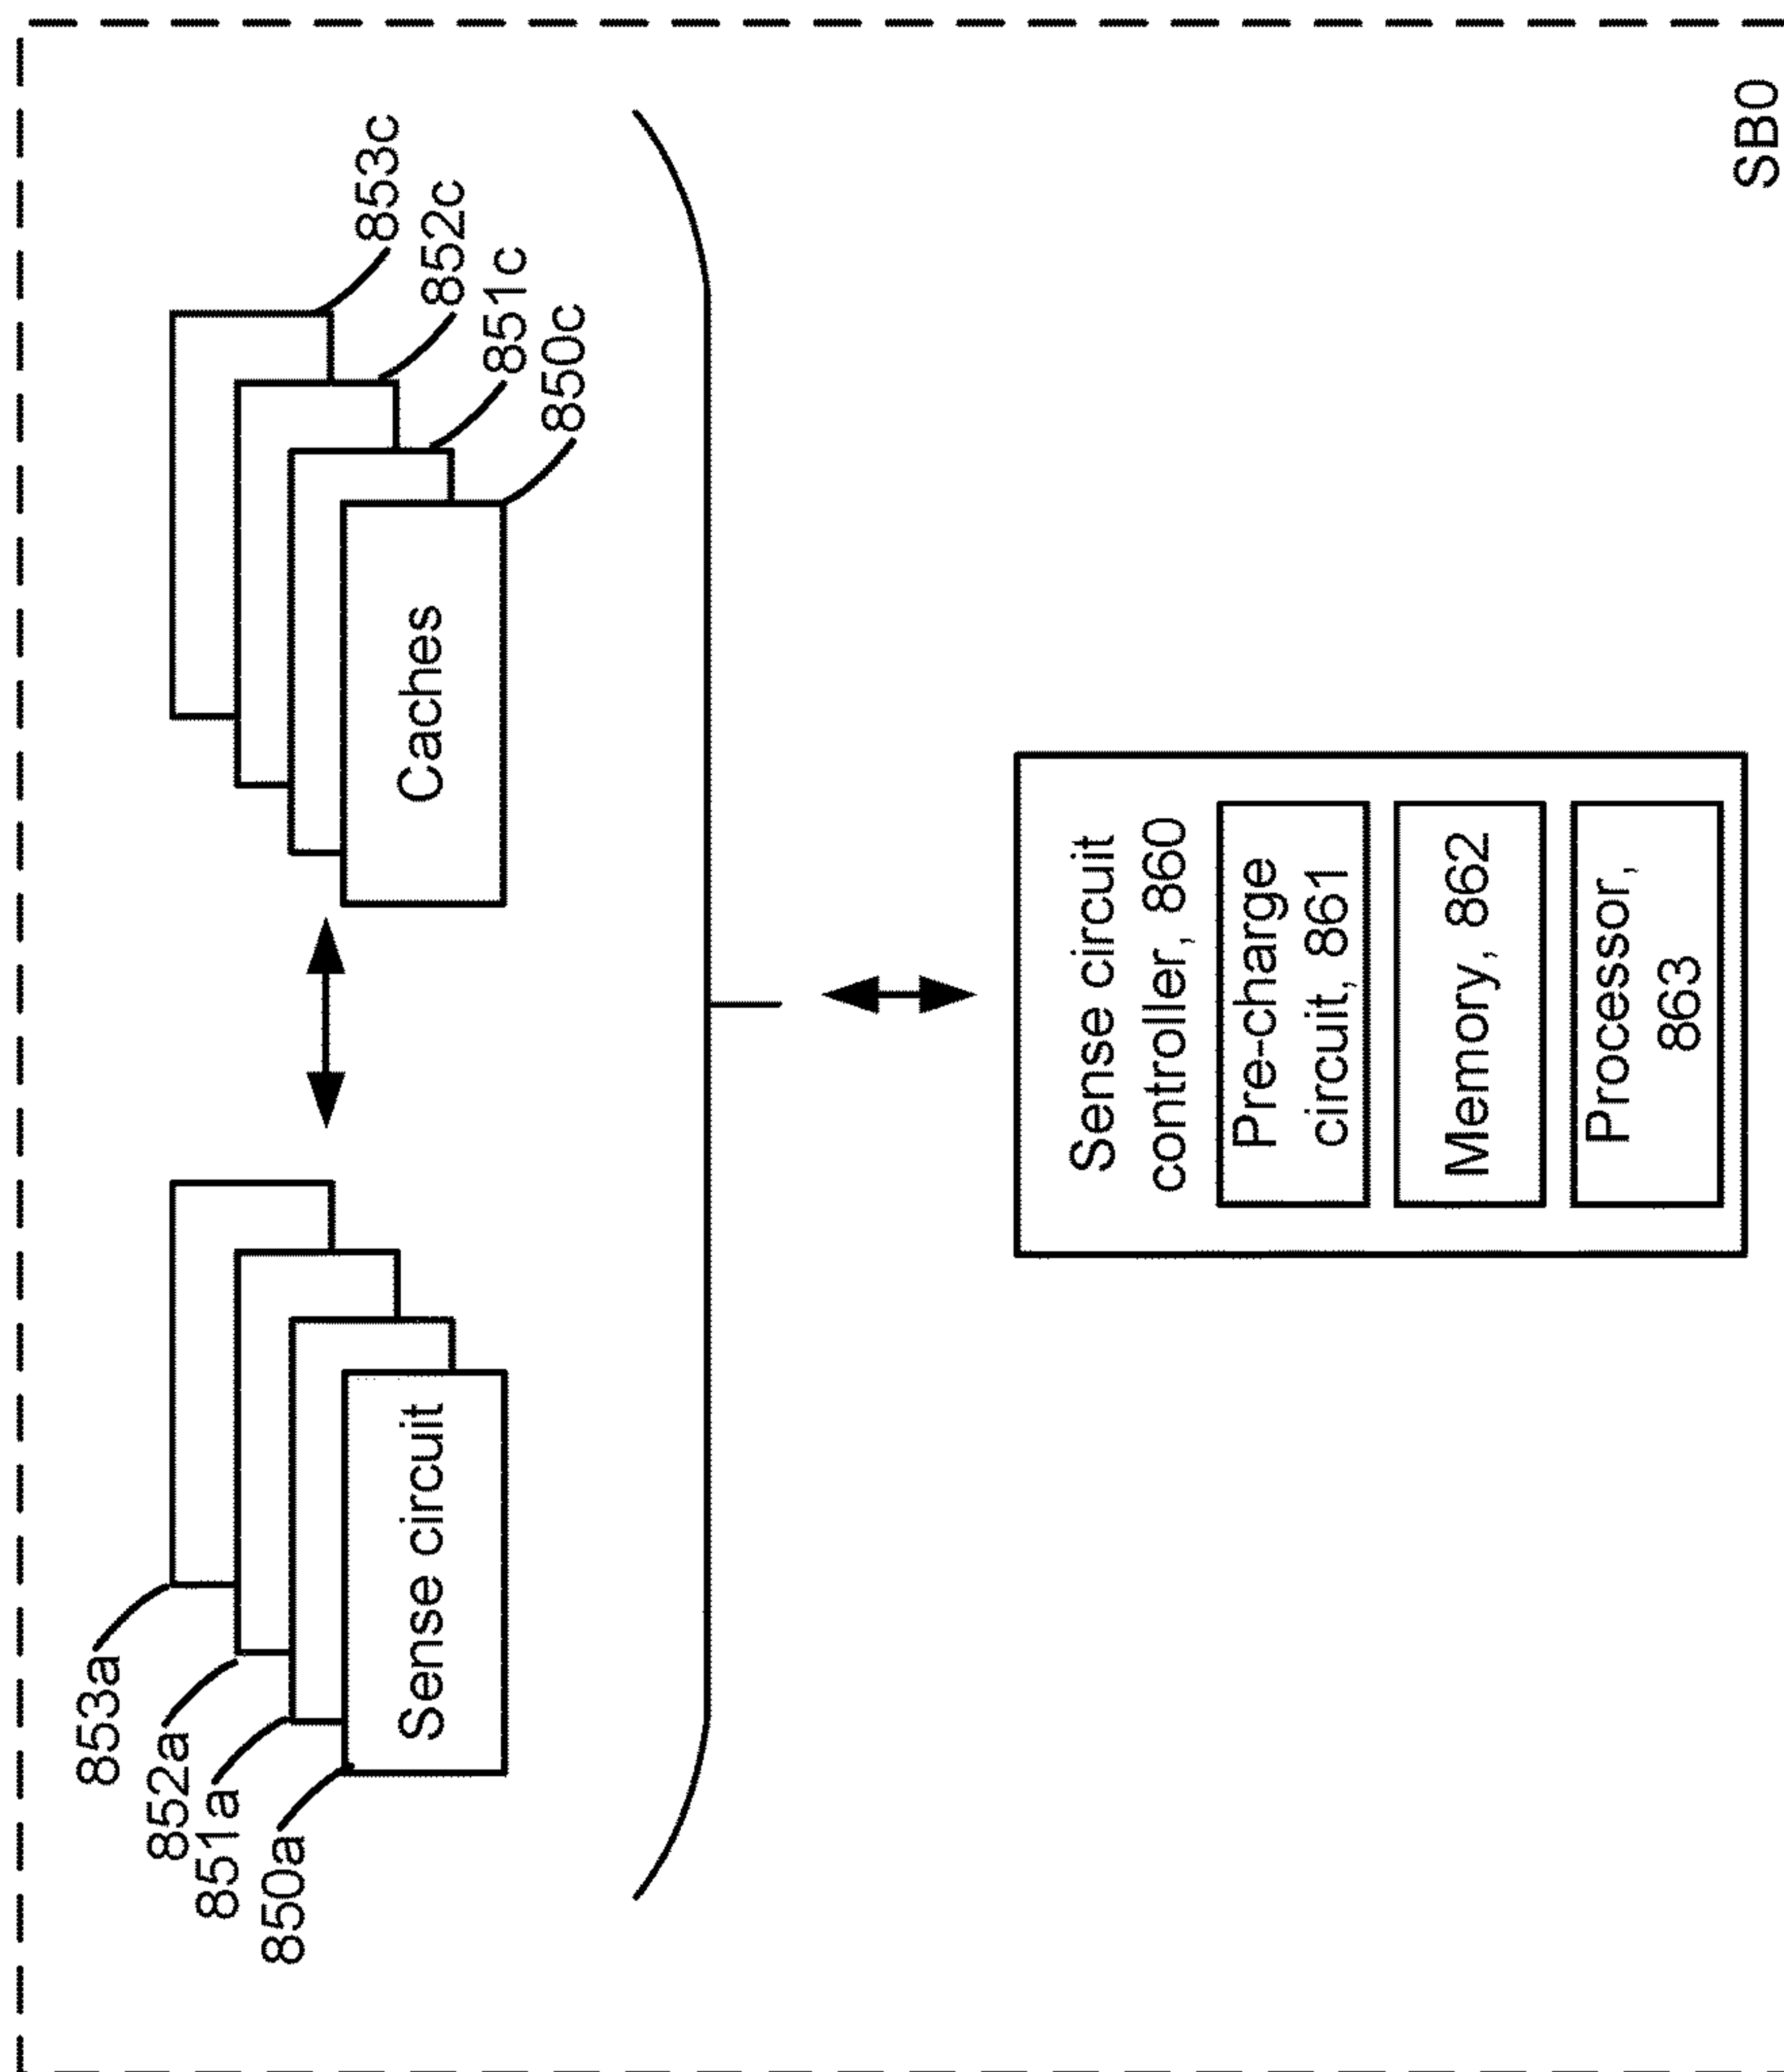 853a
852a
851a
850a
Sense circuit
853c
852c
851c
850c
Caches
Sense circuit
controller, 860
Pre-charge
circuit, 861
Memory, 862
Processor,
863
SB0